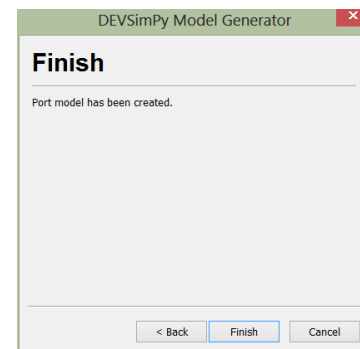 DEVSimPy Model Generator
Finish
Port model has been created.
< Back Finish Cancel